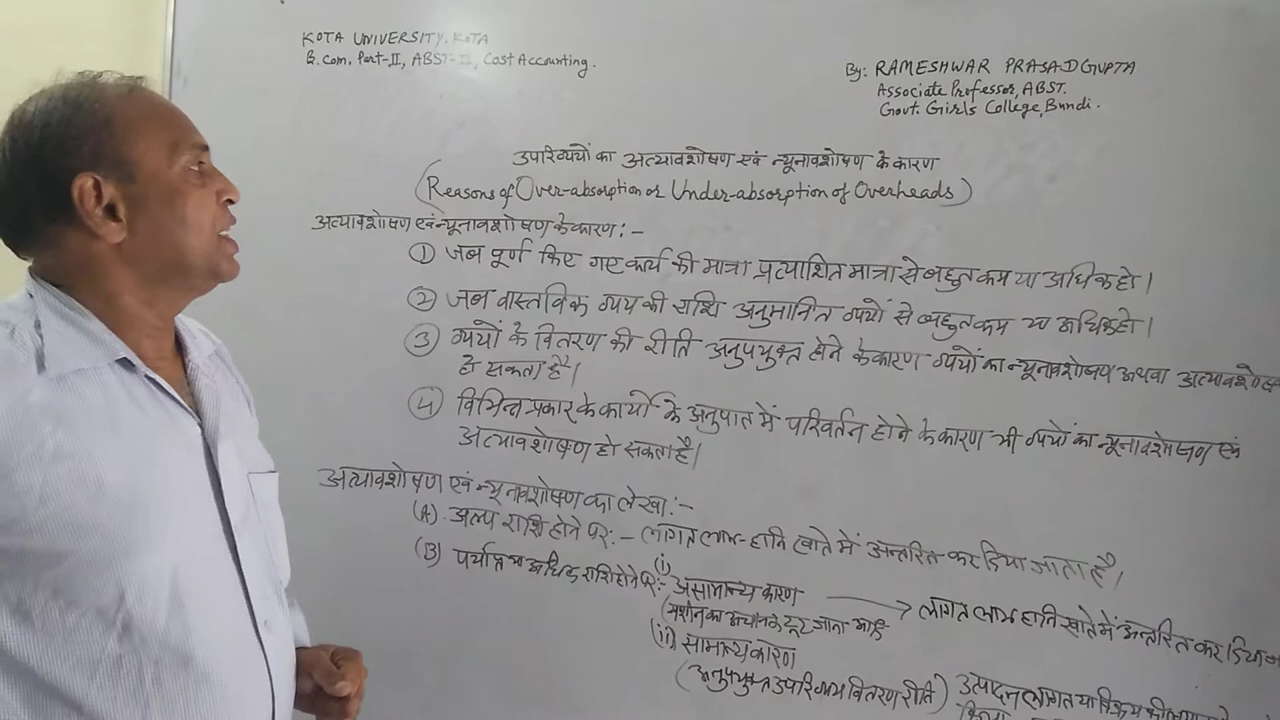 KOTA UNIVERSITY, KOTA
B.Com. Part-II, ABST-II, Cost Accounting.
By: RAMESHWAR PRASAD GUPTA
Associate Professor, ABST.
Govt. Girls College, Bundi.
उपरिव्ययों का अत्यावशोषण एवं न्यूनावशोषण के कारण
(Reasons of Over-absorption or Under-absorption of Overheads)
अत्यावशोषण एवं न्यूनावशोषण के कारण :-
① जब पूर्ण किए गए कार्य की मात्रा प्रत्याशित मात्रा से बहुत कम या अधिक हो।
② जब वास्तविक व्यय की राशि अनुमानित व्ययों से बहुत कम या अधिक हो।
③ व्ययों के वितरण की रीति अनुपयुक्त होने के कारण व्ययों का न्यूनावशोषण अथवा अत्यावशोषण
हो सकता है।
④ विभिन्न प्रकार के कार्यों के अनुपात में परिवर्तन होने के कारण भी व्ययों का न्यूनावशोषण एवं
अत्यावशोषण हो सकता है।
अत्यावशोषण एवं न्यूनावशोषण का लेखा :-
(A). अल्प राशि होने पर :- लागत लाभ-हानि खाते में अन्तरित कर दिया जाता है।
(B) पर्याप्त या अधिक राशि होने पर :- (i) असामान्य कारण → लागत लाभ हानि खाते में अन्तरित कर दिया
(मशीन का अचानक टूट जाना आदि
(ii) सामान्य कारण
(अनुपयुक्त उपरिव्यय वितरण रीति) उत्पादन लागत या विक्रय की लागत
किया